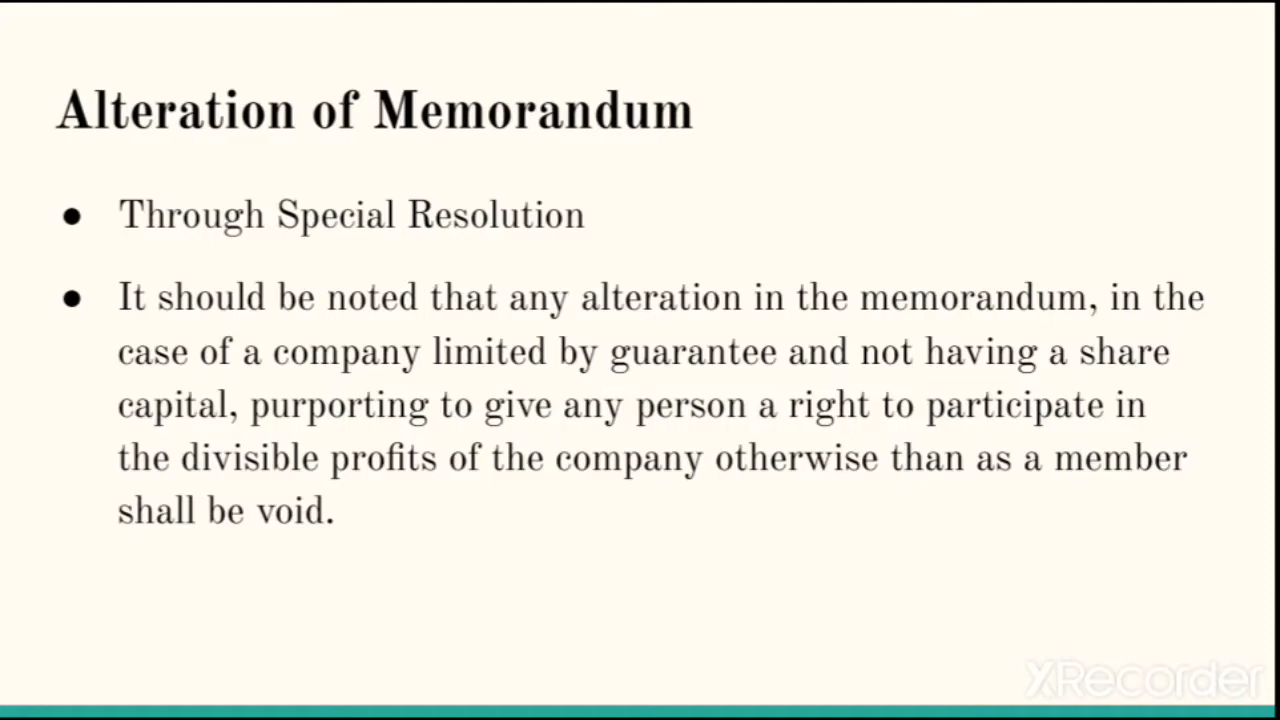 Alteration of Memorandum
● Through Special Resolution
● It should be noted that any alteration in the memorandum, in the
case of a company limited by guarantee and not having a share
capital, purporting to give any person a right to participate in
the divisible profits of the company otherwise than as a member
shall be void.
XRecorder